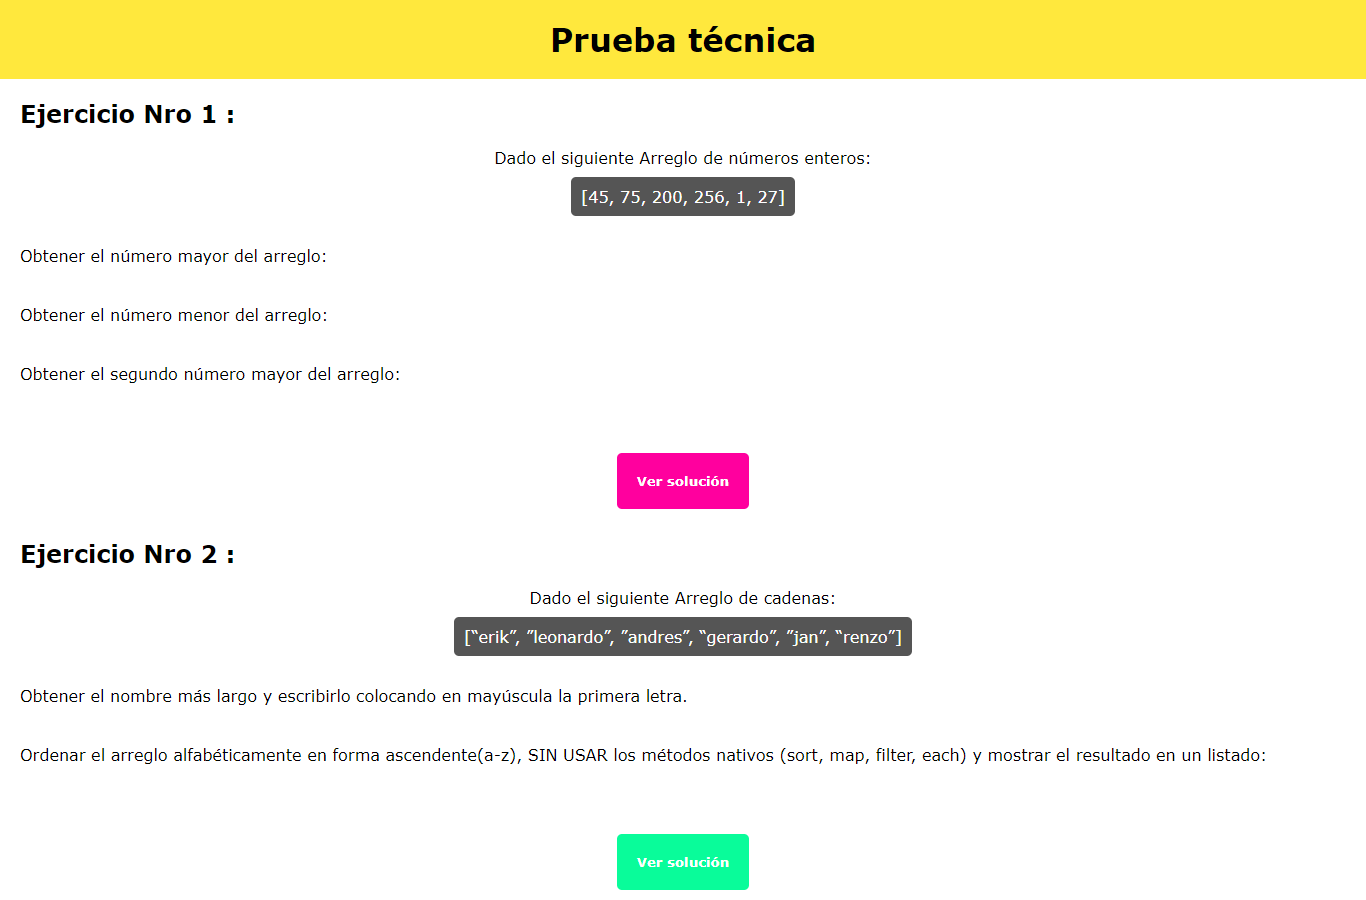 Prueba técnica
Ejercicio Nro 1 :
Dado el siguiente Arreglo de números enteros:
[45, 75, 200, 256, 1, 27]
Obtener el número mayor del arreglo:
Obtener el número menor del arreglo:
Obtener el segundo número mayor del arreglo:
Ver solución
Ejercicio Nro 2 :
Dado el siguiente Arreglo de cadenas:
[“erik”, ”leonardo”, ”andres”, “gerardo”, ”jan”, “renzo”]
Obtener el nombre más largo y escribirlo colocando en mayúscula la primera letra.
Ordenar el arreglo alfabéticamente en forma ascendente(a-z), SIN USAR los métodos nativos (sort, map, filter, each) y mostrar el resultado en un listado:
Ver solución